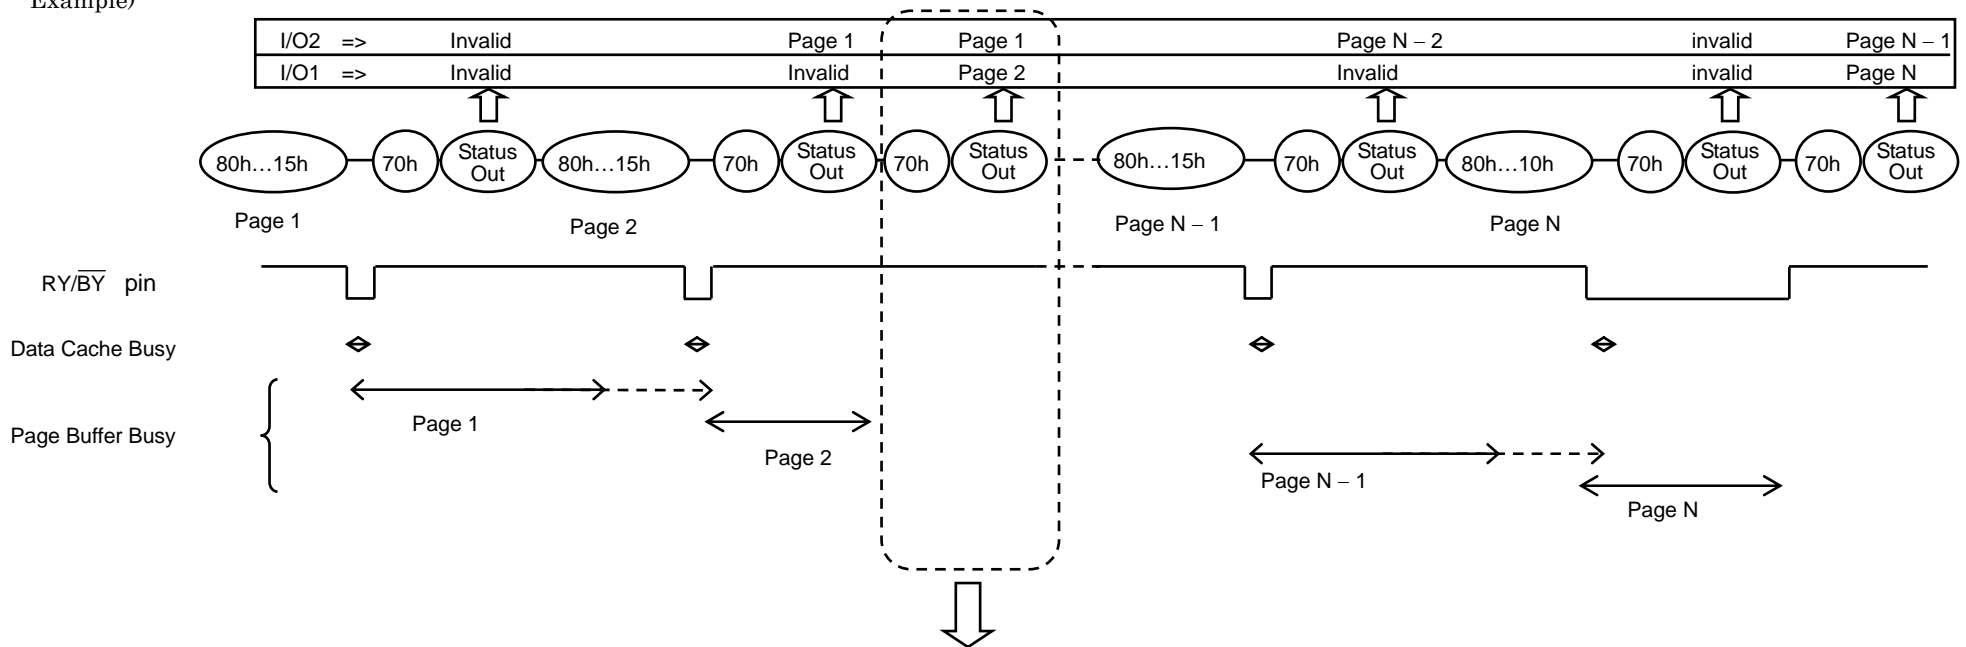 Example)
I/O2 => Invalid Page 1 Page 1 Page N – 2 invalid Page N – 1
I/O1 => Invalid Invalid Page 2 Invalid invalid Page N
80h…15h 70h Status Out 80h…15h 70h Status Out 70h Status Out 80h…15h 70h Status Out 80h…10h 70h Status Out 70h Status Out
Page 1 Page 2 Page N – 1 Page N
RY/B̅Y̅ pin
Data Cache Busy
Page 1
Page Buffer Busy
Page 2
Page N – 1
Page N